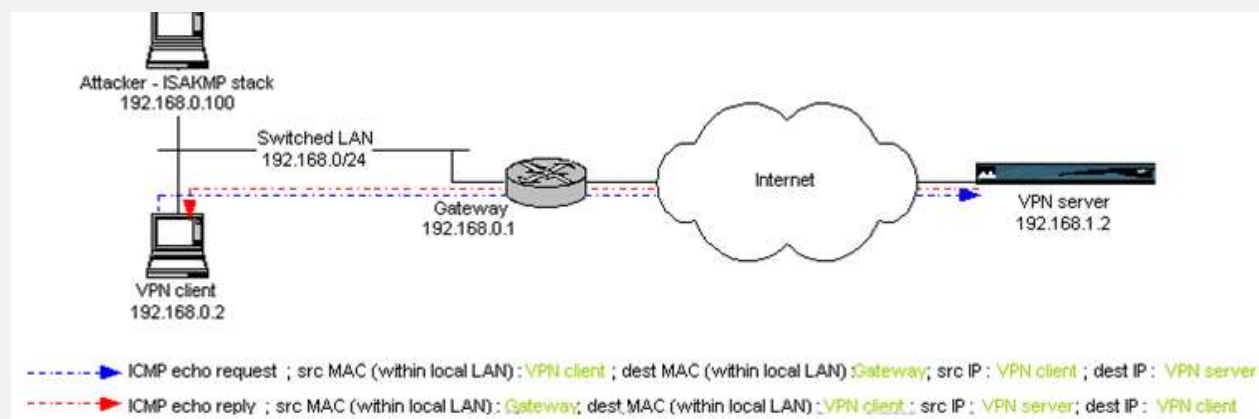 Attacker - ISAKMP stack
192.168.0.100
Switched LAN
192.168.0/24
Gateway
192.168.0.1
Internet
VPN server
192.168.1.2
VPN client
192.168.0.2
ICMP echo request ; src MAC (within local LAN) : VPN client ; dest MAC (within local LAN) :Gateway; src IP : VPN client ; dest IP : VPN server
ICMP echo reply ; src MAC (within local LAN) : Gateway; dest MAC (within local LAN) : VPN client ; src IP : VPN server; dest IP : VPN client